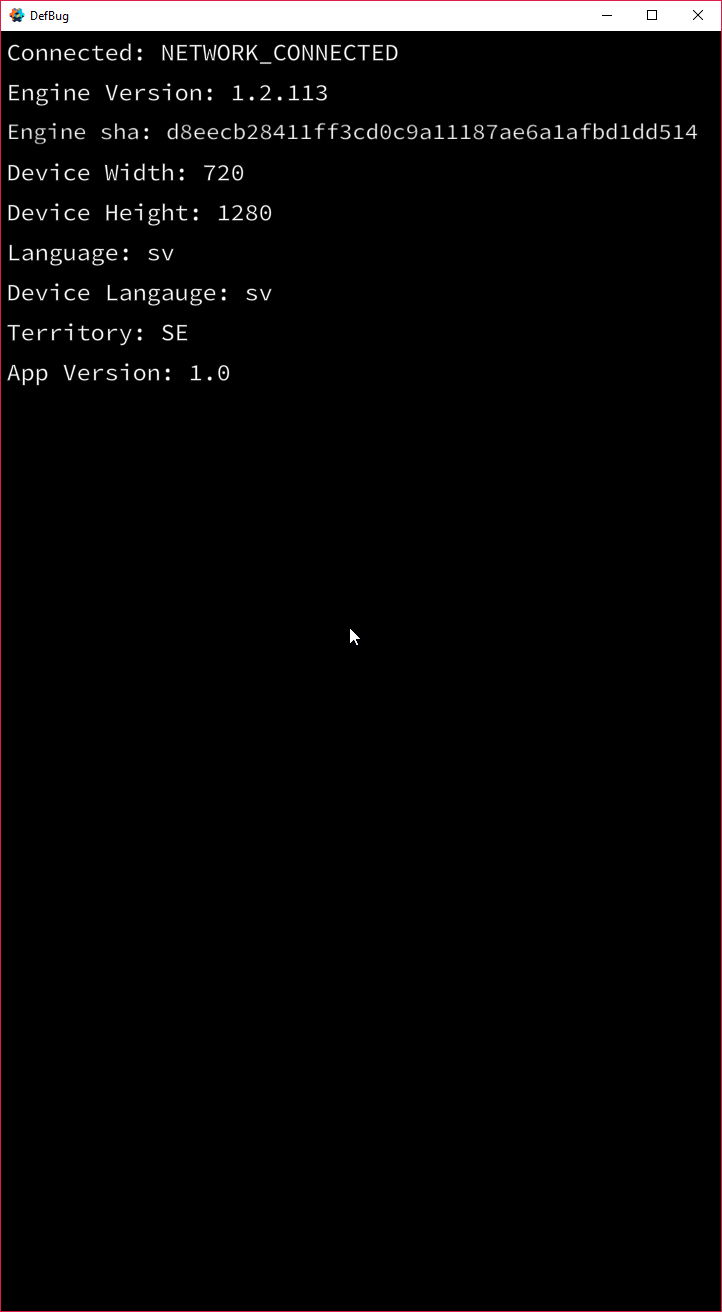 DefBug
Connected: NETWORK_CONNECTED
Engine Version: 1.2.113
Engine sha: d8eecb28411ff3cd0c9a11187ae6a1afbd1dd514
Device Width: 720
Device Height: 1280
Language: sv
Device Langauge: sv
Territory: SE
App Version: 1.0